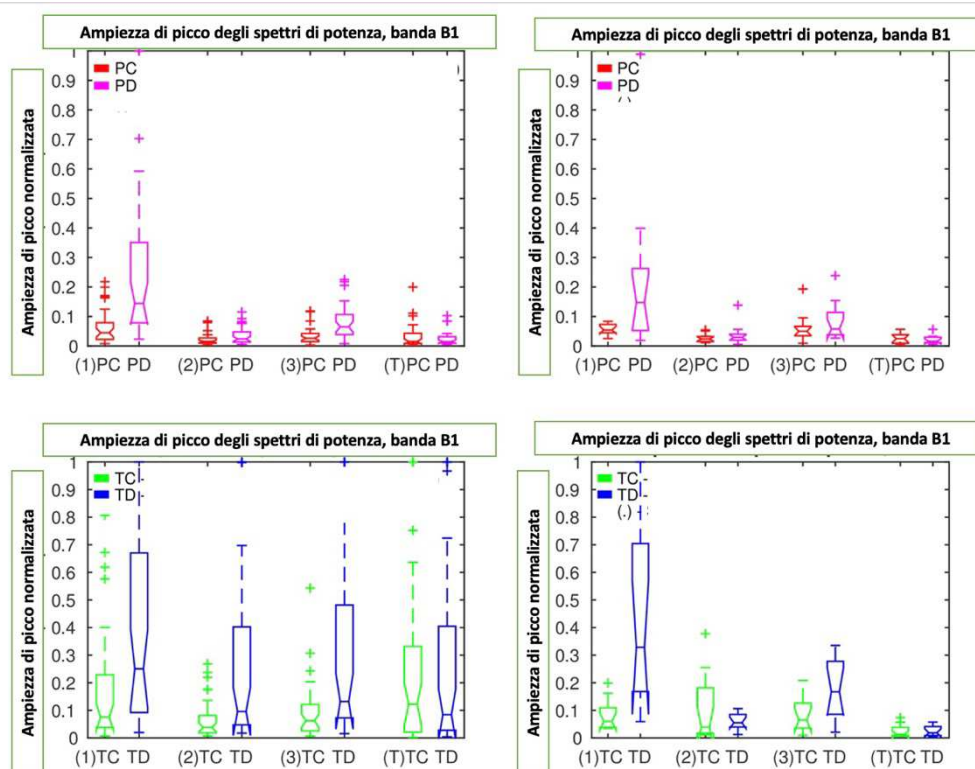 Ampiezza di picco degli spettri di potenza, banda B1
Ampiezza di picco normalizzata
PC
PD
0.9
0.8
0.7
0.6
0.5
0.4
0.3
0.2
0.1
0
(1)PC PD (2)PC PD (3)PC PD (T)PC PD
Ampiezza di picco degli spettri di potenza, banda B1
Ampiezza di picco normalizzata
PC
PD
0.9
0.8
0.7
0.6
0.5
0.4
0.3
0.2
0.1
0
(1)PC PD (2)PC PD (3)PC PD (T)PC PD
Ampiezza di picco degli spettri di potenza, banda B1
Ampiezza di picco normalizzata
TC
TD
1
0.9
0.8
0.7
0.6
0.5
0.4
0.3
0.2
0.1
0
(1)TC TD (2)TC TD (3)TC TD (T)TC TD
Ampiezza di picco degli spettri di potenza, banda B1
Ampiezza di picco normalizzata
TC
TD
1
0.9
0.8
0.7
0.6
0.5
0.4
0.3
0.2
0.1
0
(1)TC TD (2)TC TD (3)TC TD (T)TC TD